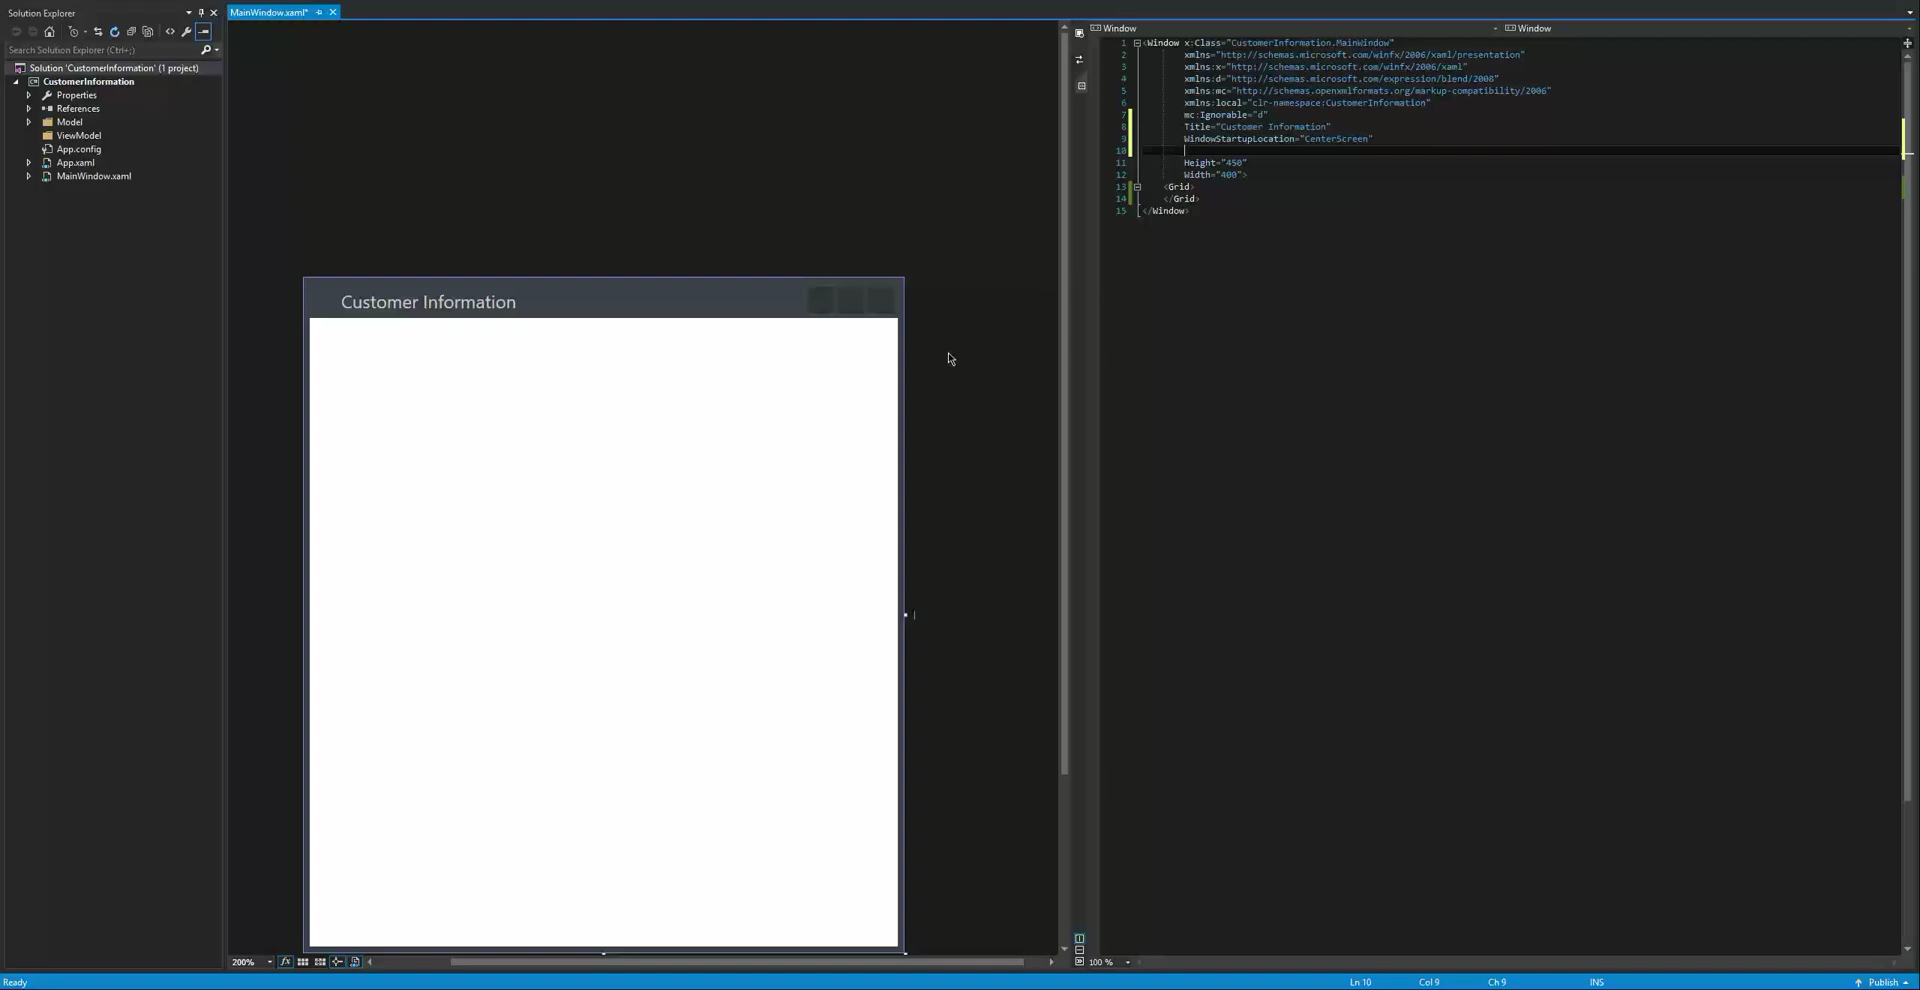 Solution Explorer
Search Solution Explorer (Ctrl+;)
Solution 'CustomerInformation' (1 project)
CustomerInformation
Properties
References
Model
ViewModel
App.config
App.xaml
MainWindow.xaml
MainWindow.xaml*
Customer Information
200%
fx
Window
Window
1 <Window x:Class="CustomerInformation.MainWindow"
2 xmlns="http://schemas.microsoft.com/winfx/2006/xaml/presentation"
3 xmlns:x="http://schemas.microsoft.com/winfx/2006/xaml"
4 xmlns:d="http://schemas.microsoft.com/expression/blend/2008"
5 xmlns:mc="http://schemas.openxmlformats.org/markup-compatibility/2006"
6 xmlns:local="clr-namespace:CustomerInformation"
7 mc:Ignorable="d"
8 Title="Customer Information"
9 WindowStartupLocation="CenterScreen"
10
11 Height="450"
12 Width="400">
13 <Grid>
14 </Grid>
15 </Window>
100 %
Ready
Ln 10
Col 9
Ch 9
INS
Publish